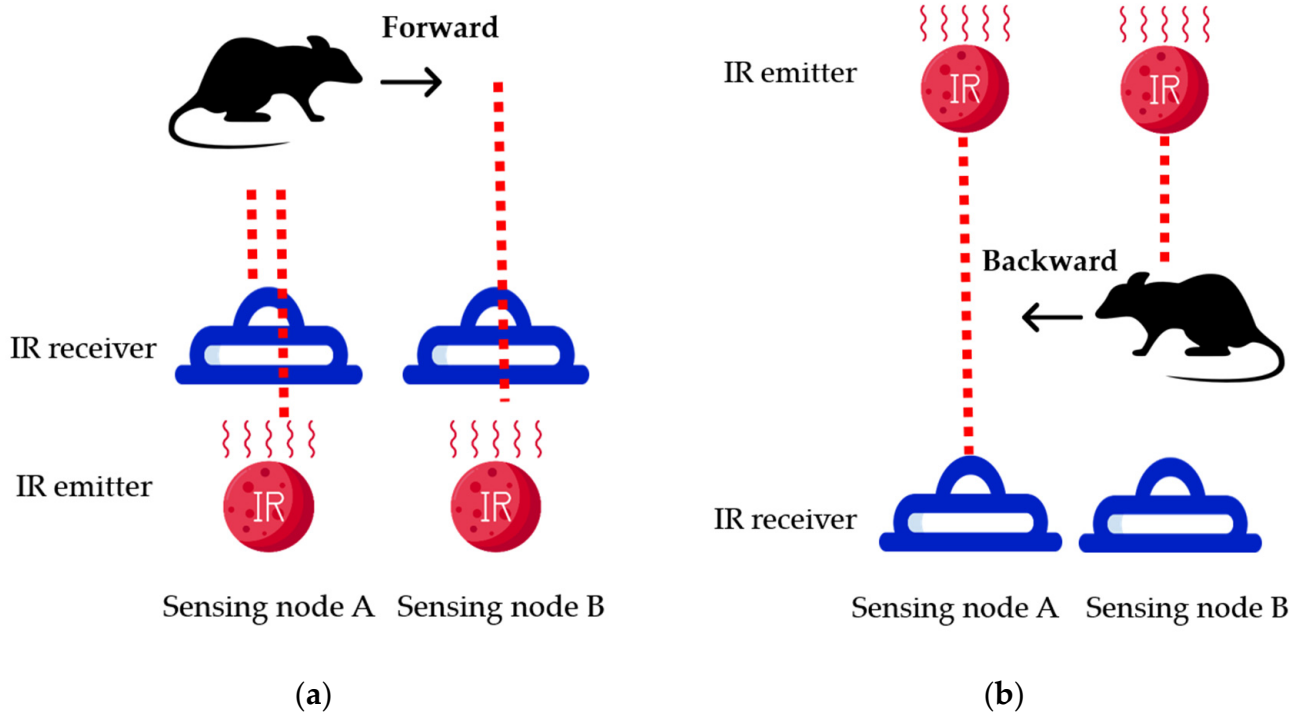 Forward
IR receiver
IR emitter
IR
IR
Sensing node A
Sensing node B
(a)
IR emitter
IR
IR
Backward
IR receiver
Sensing node A
Sensing node B
(b)